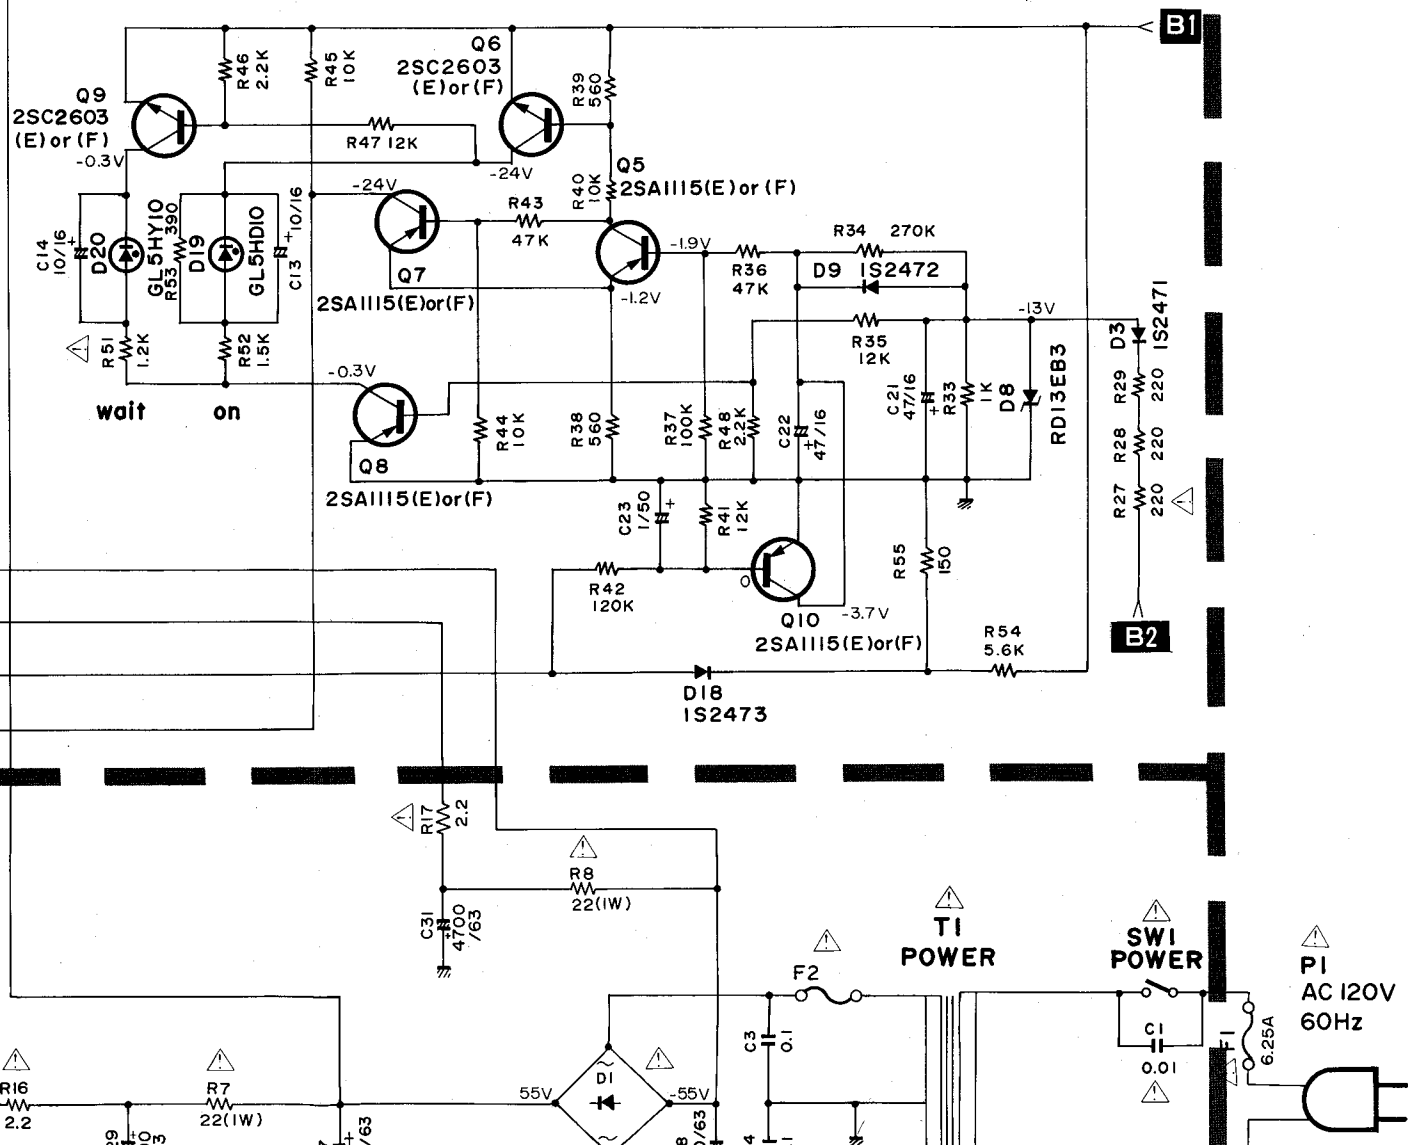 B1
Q6
2SC2603
(E)or(F)
R46
2.2K
R45
10K
R39
560
Q9
2SC2603
(E) or (F)
-0.3V
R47 12K
-24V
Q5
2SA1115(E) or (F)
R40
10K
-24V
R43
47K
-1.9V
R34 270K
R36
47K
D9 1S2472
C14
10/16
+
D20
GL5HY10
R53 390
D19
GL5HD10
+
10/16
C13
Q7
2SA1115(E)or(F)
-1.2V
-13V
D3
1S2471
R35
12K
R51
1.2K
R52
1.5K
-0.3V
wait
on
R29
220
R28
220
R27
220
C21
47/16
+
R33
1K
D8
RD13EB3
R44
10K
R38
560
R37
100K
R48
2.2K
C22
47/16
+
Q8
2SA1115(E)or(F)
C23
1/50
+
R41
12K
R55
150
R42
120K
0
Q10
-3.7V
2SA1115(E)or(F)
B2
R54
5.6K
D18
1S2473
R17
2.2
R8
22(1W)
C31
4700
/63
+
T1
POWER
SW1
POWER
P1
AC 120V
60Hz
F2
C3
0.1
C1
0.01
F1
6.25A
R16
2.2
R7
22(1W)
55V
D1
-55V
/63